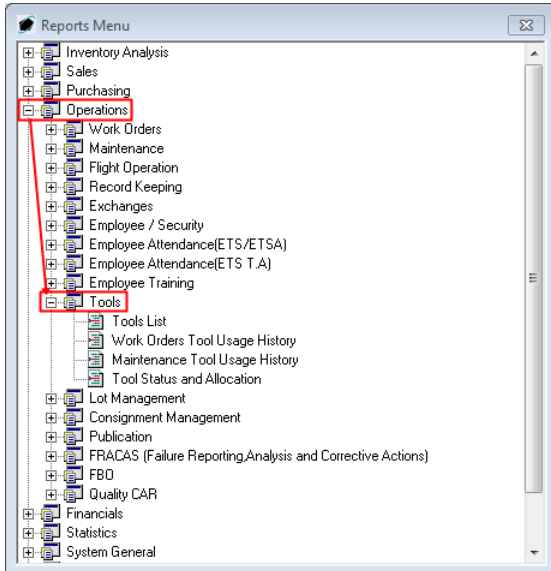 Reports Menu
Inventory Analysis
Sales
Purchasing
Operations
Work Orders
Maintenance
Flight Operation
Record Keeping
Exchanges
Employee / Security
Employee Attendance(ETS/ETSA)
Employee Attendance(ETS T.A)
Employee Training
Tools
Tools List
Work Orders Tool Usage History
Maintenance Tool Usage History
Tool Status and Allocation
Lot Management
Consignment Management
Publication
FRACAS (Failure Reporting,Analysis and Corrective Actions)
FBO
Quality CAR
Financials
Statistics
System General